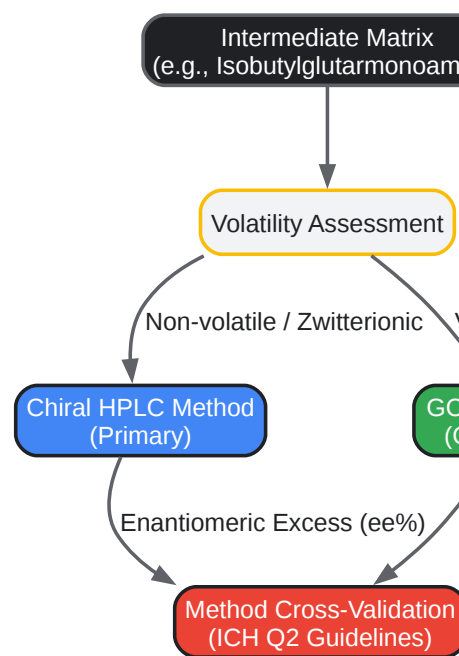 Intermediate Matrix
(e.g., Isobutylglutarmonoam
Volatility Assessment
Non-volatile / Zwitterionic
Chiral HPLC Method
(Primary)
GC
Enantiomeric Excess (ee%)
Method Cross-Validation
(ICH Q2 Guidelines)